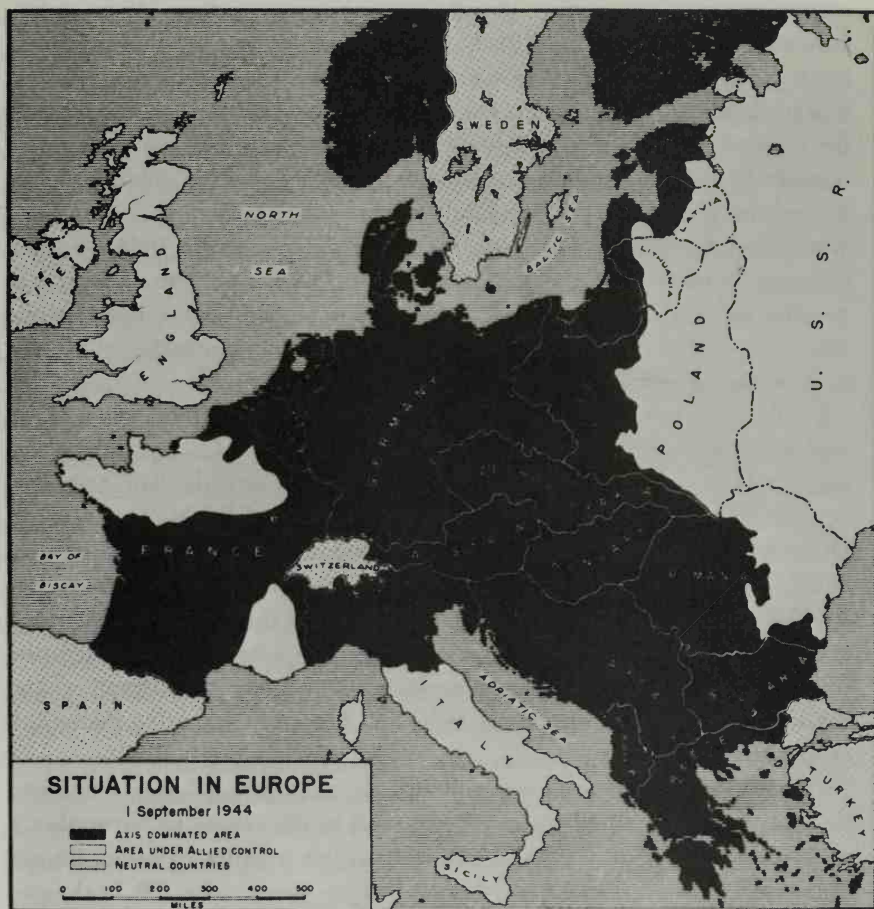 SWEDEN
NORTH
SEA
BALTIC SEA
LATVIA
LITHUANIA
U. S. S. R.
EIRE
ENGLAND
GERMANY
POLAND
FRANCE
SWITZERLAND
BAY OF
BISCAY
SPAIN
ITALY
ADRIATIC SEA
TURKEY
SICILY
SITUATION IN EUROPE
1 September 1944
AXIS DOMINATED AREA
AREA UNDER ALLIED CONTROL
NEUTRAL COUNTRIES
0 100 200 300 400 500
MILES